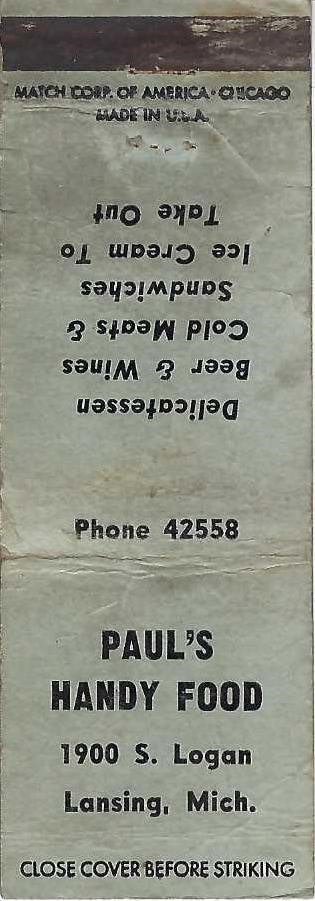 MATCH CORP. OF AMERICA · CHICAGO
MADE IN U.S.A.
Delicatessen
Beer & Wines
Cold Meats &
Sandwiches
Ice Cream To
Take Out
Phone 42558
PAUL'S
HANDY FOOD
1900 S. Logan
Lansing, Mich.
CLOSE COVER BEFORE STRIKING